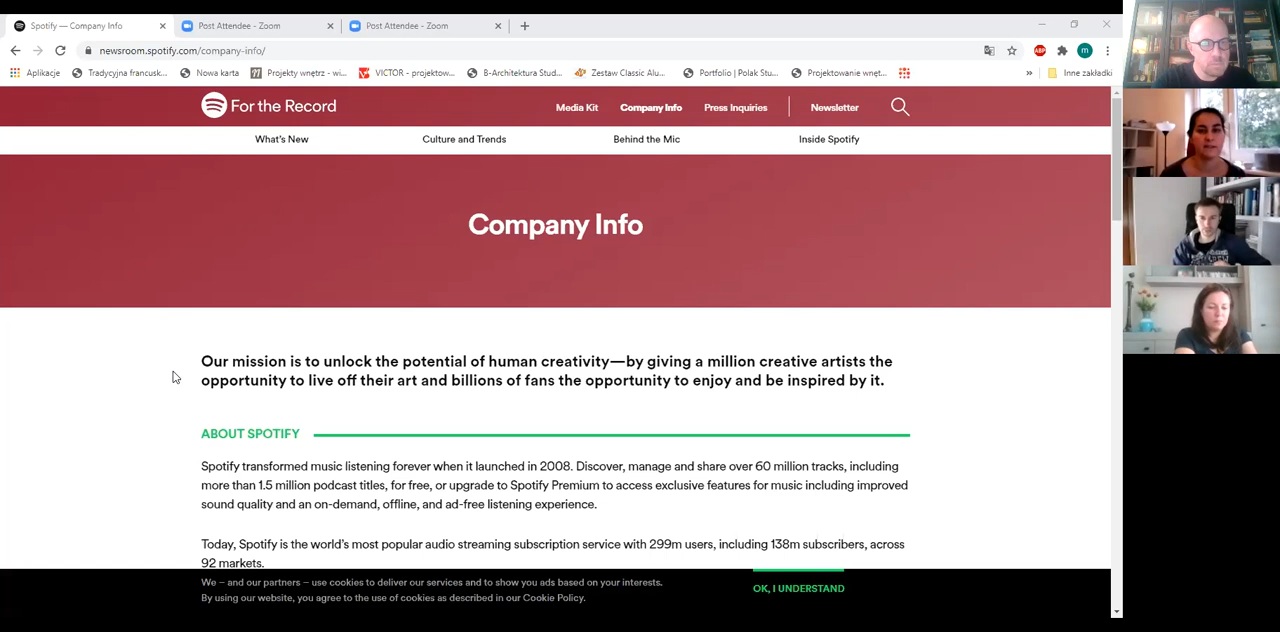 Spotify — Company Info
Post Attendee - Zoom
Post Attendee - Zoom
newsroom.spotify.com/company-info/
ABP
m
Aplikacje
Tradycyjna francusk...
Nowa karta
Projekty wnętrz - wi...
VICTOR - projektow...
B-Architektura Stud...
Zestaw Classic Alu...
Portfolio | Polak Stu...
Projektowanie wnęt...
»
Inne zakładki
For the Record
Media Kit
Company Info
Press Inquiries
Newsletter
What's New
Culture and Trends
Behind the Mic
Inside Spotify
Company Info
Our mission is to unlock the potential of human creativity—by giving a million creative artists the
opportunity to live off their art and billions of fans the opportunity to enjoy and be inspired by it.
ABOUT SPOTIFY
Spotify transformed music listening forever when it launched in 2008. Discover, manage and share over 60 million tracks, including
more than 1.5 million podcast titles, for free, or upgrade to Spotify Premium to access exclusive features for music including improved
sound quality and an on-demand, offline, and ad-free listening experience.
Today, Spotify is the world's most popular audio streaming subscription service with 299m users, including 138m subscribers, across
92 markets.
We – and our partners – use cookies to deliver our services and to show you ads based on your interests.
By using our website, you agree to the use of cookies as described in our Cookie Policy.
OK, I UNDERSTAND